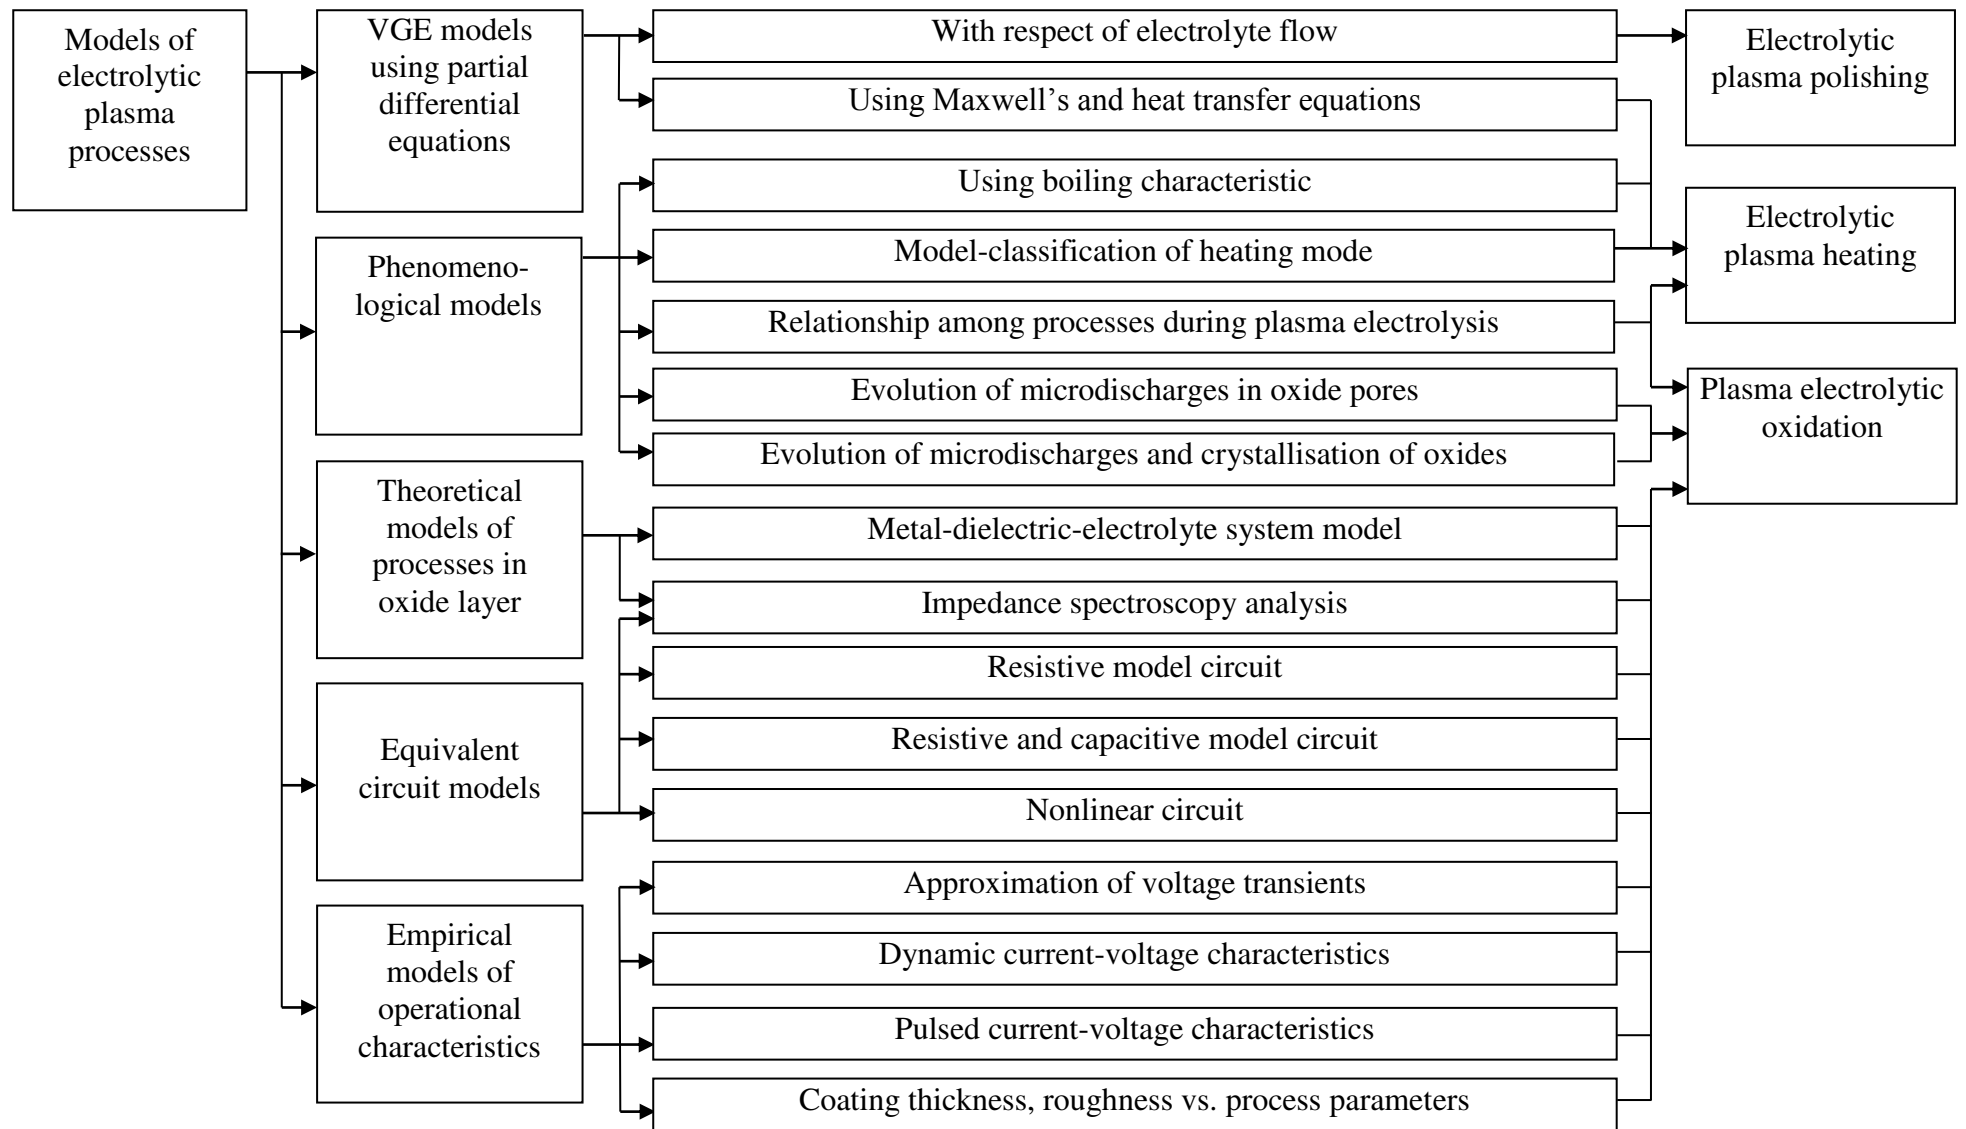 Models of
electrolytic
plasma
processes
VGE models
using partial
differential
equations
Phenomeno-
logical models
Theoretical
models of
processes in
oxide layer
Equivalent
circuit models
Empirical
models of
operational
characteristics
With respect of electrolyte flow
Using Maxwell’s and heat transfer equations
Using boiling characteristic
Model-classification of heating mode
Relationship among processes during plasma electrolysis
Evolution of microdischarges in oxide pores
Evolution of microdischarges and crystallisation of oxides
Metal-dielectric-electrolyte system model
Impedance spectroscopy analysis
Resistive model circuit
Resistive and capacitive model circuit
Nonlinear circuit
Approximation of voltage transients
Dynamic current-voltage characteristics
Pulsed current-voltage characteristics
Coating thickness, roughness vs. process parameters
Electrolytic
plasma polishing
Electrolytic
plasma heating
Plasma electrolytic
oxidation